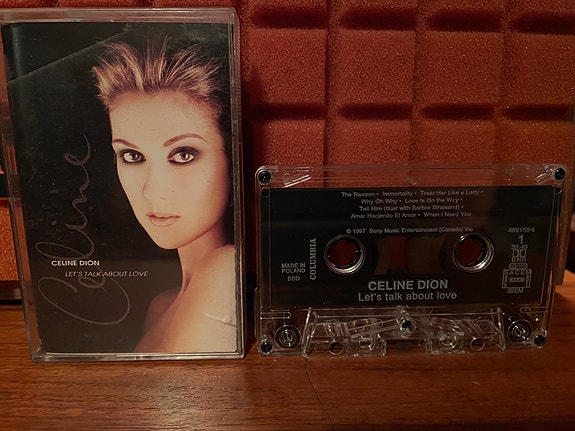 Celine
CELINE DION
LET'S TALK ABOUT LOVE
The Reason • Immortality • Treat Her Like a Lady •
Why Oh Why • Love Is On the Way •
Tell Him (duet with Barbra Streisand) •
Amar Haciendo El Amor • When I Need You
℗ © 1997 Sony Music Entertainment (Canada) Inc.
489159 4
1
MADE IN
POLAND
DDD
COLUMBIA
SACEM
CELINE DION
Let's talk about love